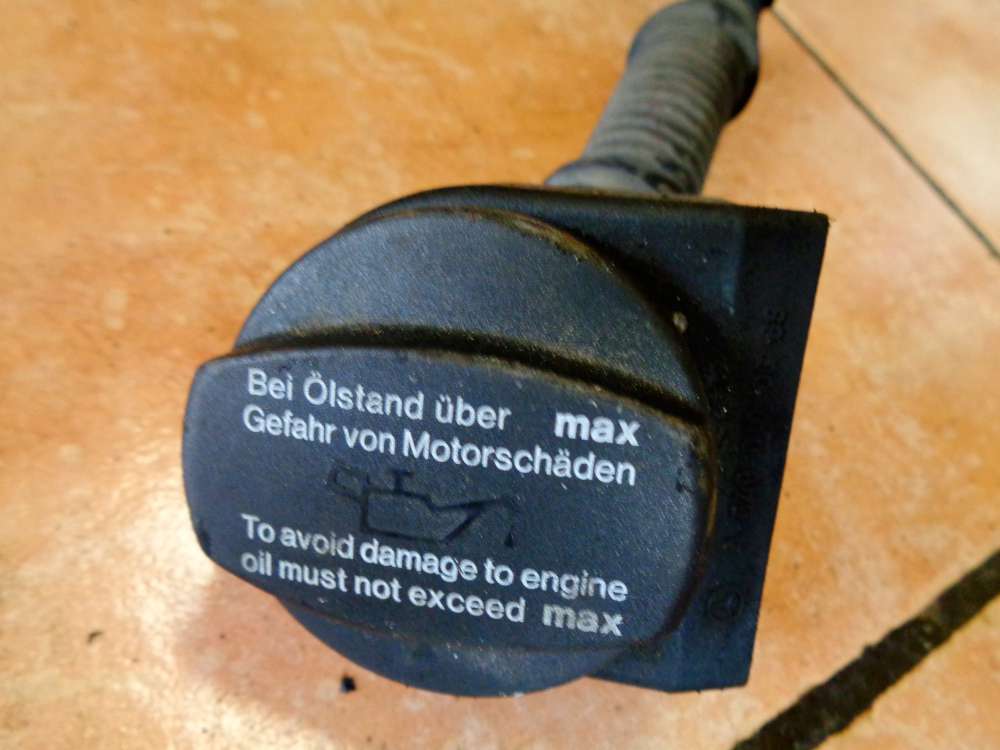 Bei Ölstand über max
Gefahr von Motorschäden
To avoid damage to engine
oil must not exceed max